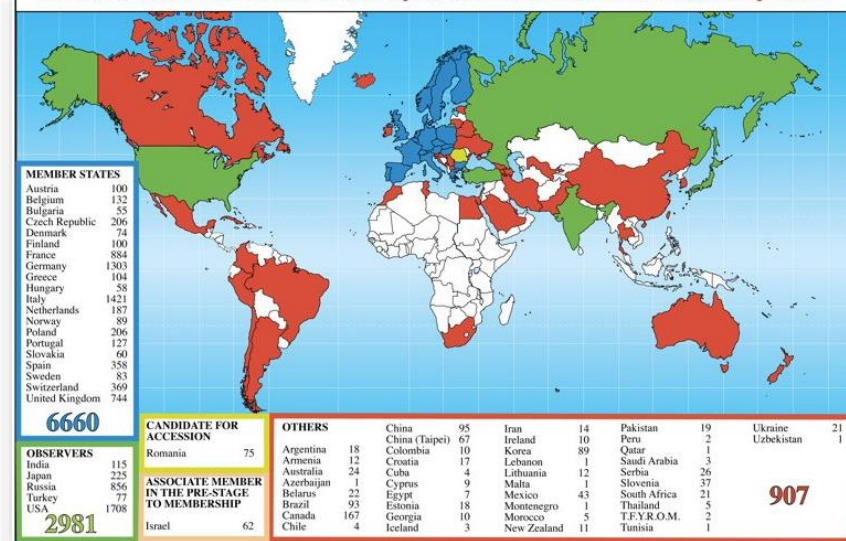 MEMBER STATES
Austria 100
Belgium 132
Bulgaria 55
Czech Republic 206
Denmark 74
Finland 100
France 884
Germany 1303
Greece 104
Hungary 58
Italy 1421
Netherlands 187
Norway 89
Poland 206
Portugal 127
Slovakia 60
Spain 358
Sweden 83
Switzerland 369
United Kingdom 744
6660
OBSERVERS
India 115
Japan 225
Russia 856
Turkey 77
USA 1708
2981
CANDIDATE FOR
ACCESSION
Romania 75
ASSOCIATE MEMBER
IN THE PRE-STAGE
TO MEMBERSHIP
Israel 62
OTHERS
Argentina 18
Armenia 12
Australia 24
Azerbaijan 1
Belarus 22
Brazil 93
Canada 167
Chile 4
China 95
China (Taipei) 67
Colombia 10
Croatia 17
Cuba 4
Cyprus 9
Egypt 7
Estonia 18
Georgia 10
Iceland 3
Iran 14
Ireland 10
Korea 89
Lebanon 1
Lithuania 12
Malta 1
Mexico 43
Montenegro 1
Morocco 5
New Zealand 11
Pakistan 19
Peru 2
Qatar 1
Saudi Arabia 3
Serbia 26
Slovenia 37
South Africa 21
Thailand 5
T.F.Y.R.O.M. 2
Tunisia 1
Ukraine 21
Uzbekistan 1
907